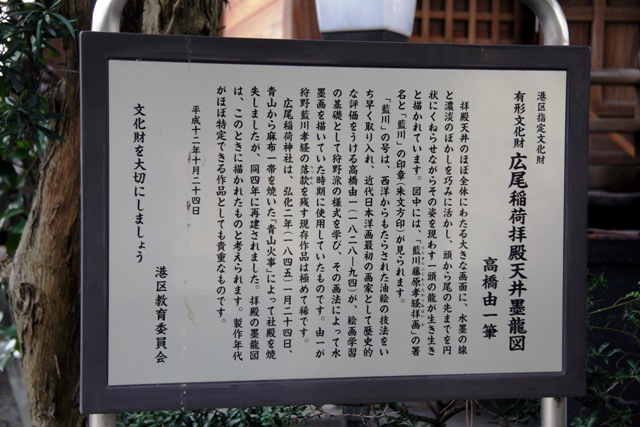 港区指定文化財
有形文化財 広尾稲荷拝殿天井墨龍図
高橋由一筆
拝殿天井のほぼ全体にわたる大きな画面に、水墨の線
と濃淡のぼかしを巧みに活かし、頭から尾の先までを円
状にくねらせながらその姿を現わす一頭の龍が生き生き
と描かれています。図中には、「藍川藤原孝経拝画」の署
名と「藍川」の印章(朱文方印)が見られます。
「藍川」の号は、西洋からもたらされた油絵の技法をい
ち早く取り入れ、近代日本洋画最初の画家として歴史的
な評価をうける高橋由一(一八二八―九四)が、絵画学習
の基礎として狩野派の様式を学び、その画法によって水
墨画を描いていた時期に使用していたものです。由一が
狩野藍川孝経の落款を残す現存作品は極めて稀です。
広尾稲荷神社は、弘化二年(一八四五)一月二十四日、
青山から麻布一帯を焼いた「青山火事」によって社殿を焼
失しましたが、同四年に再建されました。拝殿の墨龍図
は、このときに描かれたものと考えられます。製作年代
がほぼ特定できる作品としても貴重なものです。
平成十二年十月二十四日
文化財を大切にしましょう
港区教育委員会